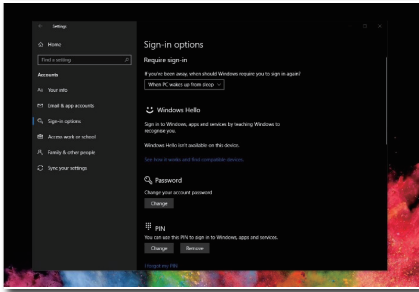 Settings
Home
Find a setting
Accounts
Your info
Email & app accounts
Sign-in options
Access work or school
Family & other people
Sync your settings
Sign-in options
Require sign-in
If you've been away, when should Windows require you to sign in again?
When PC wakes up from sleep
Windows Hello
Sign in to Windows, apps and services by teaching Windows to
recognise you.
Windows Hello isn't available on this device.
See how it works and find compatible devices.
Password
Change your account password
Change
PIN
You can use this PIN to sign in to Windows, apps and services.
Change Remove
I forgot my PIN